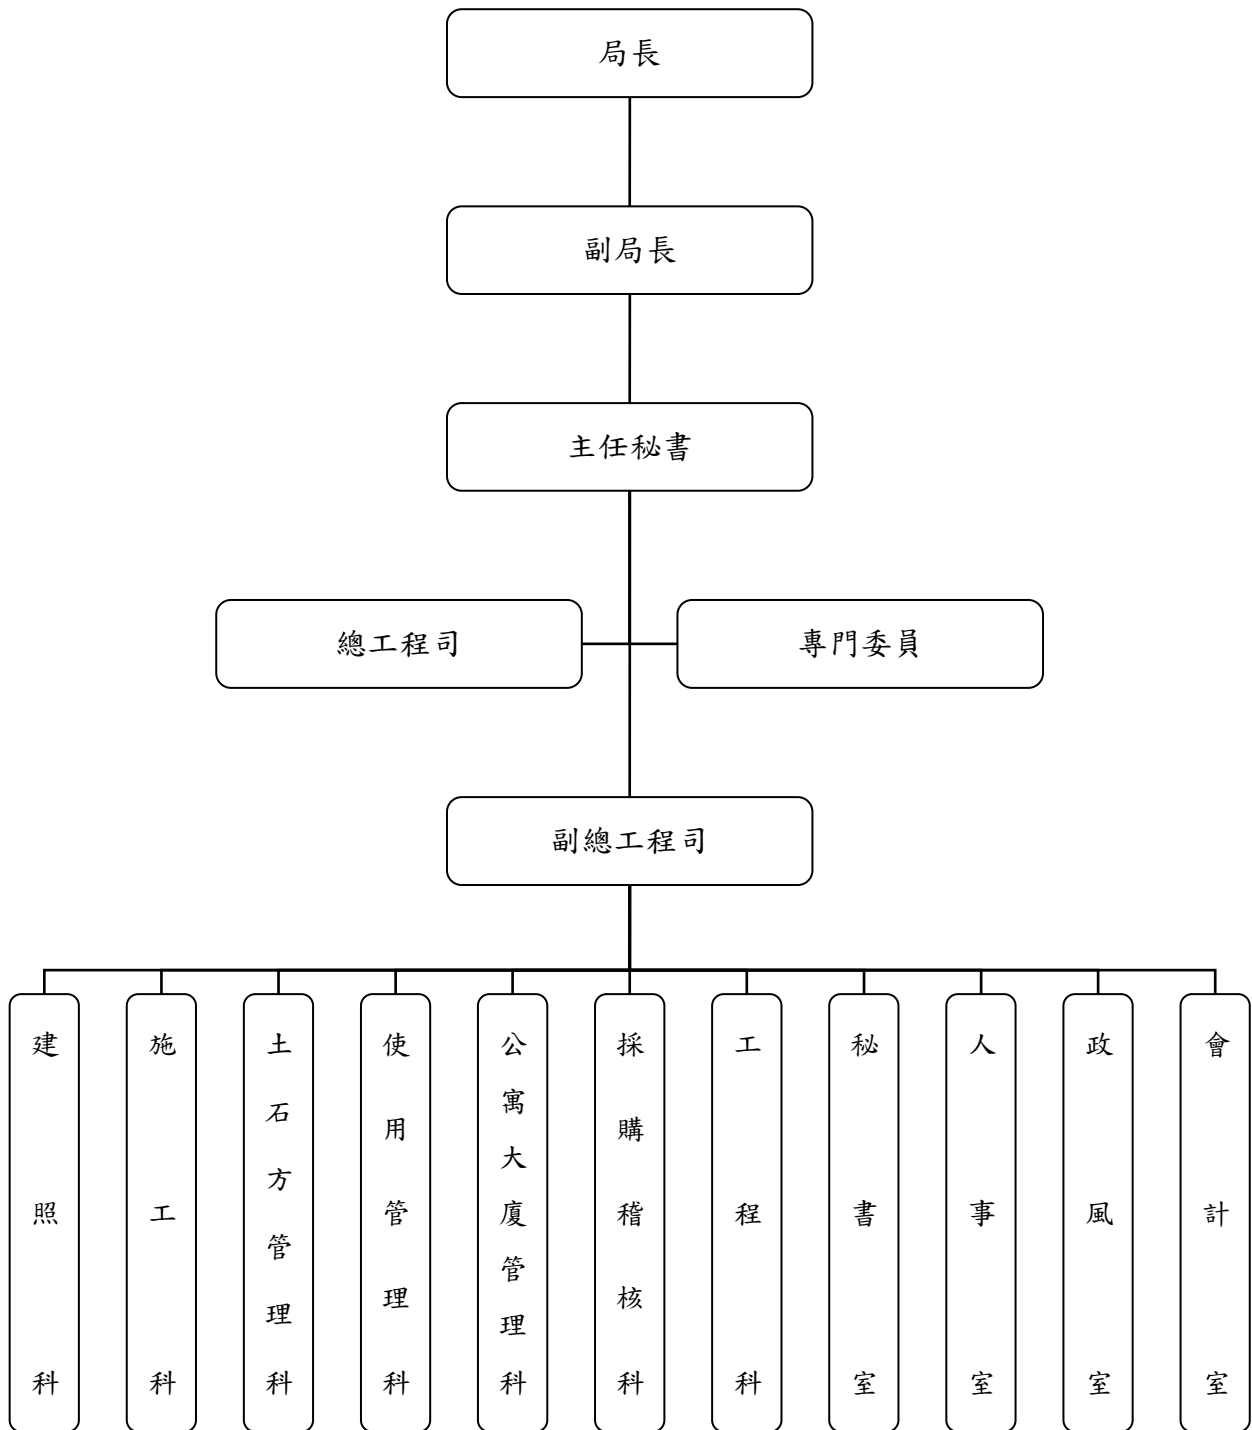 局長
副局長
主任秘書
總工程司
專門委員
副總工程司
建照科
施工科
土石方管理科
使用管理科
公寓大廈管理科
採購稽核科
工程科
秘書室
人事室
政風室
會計室